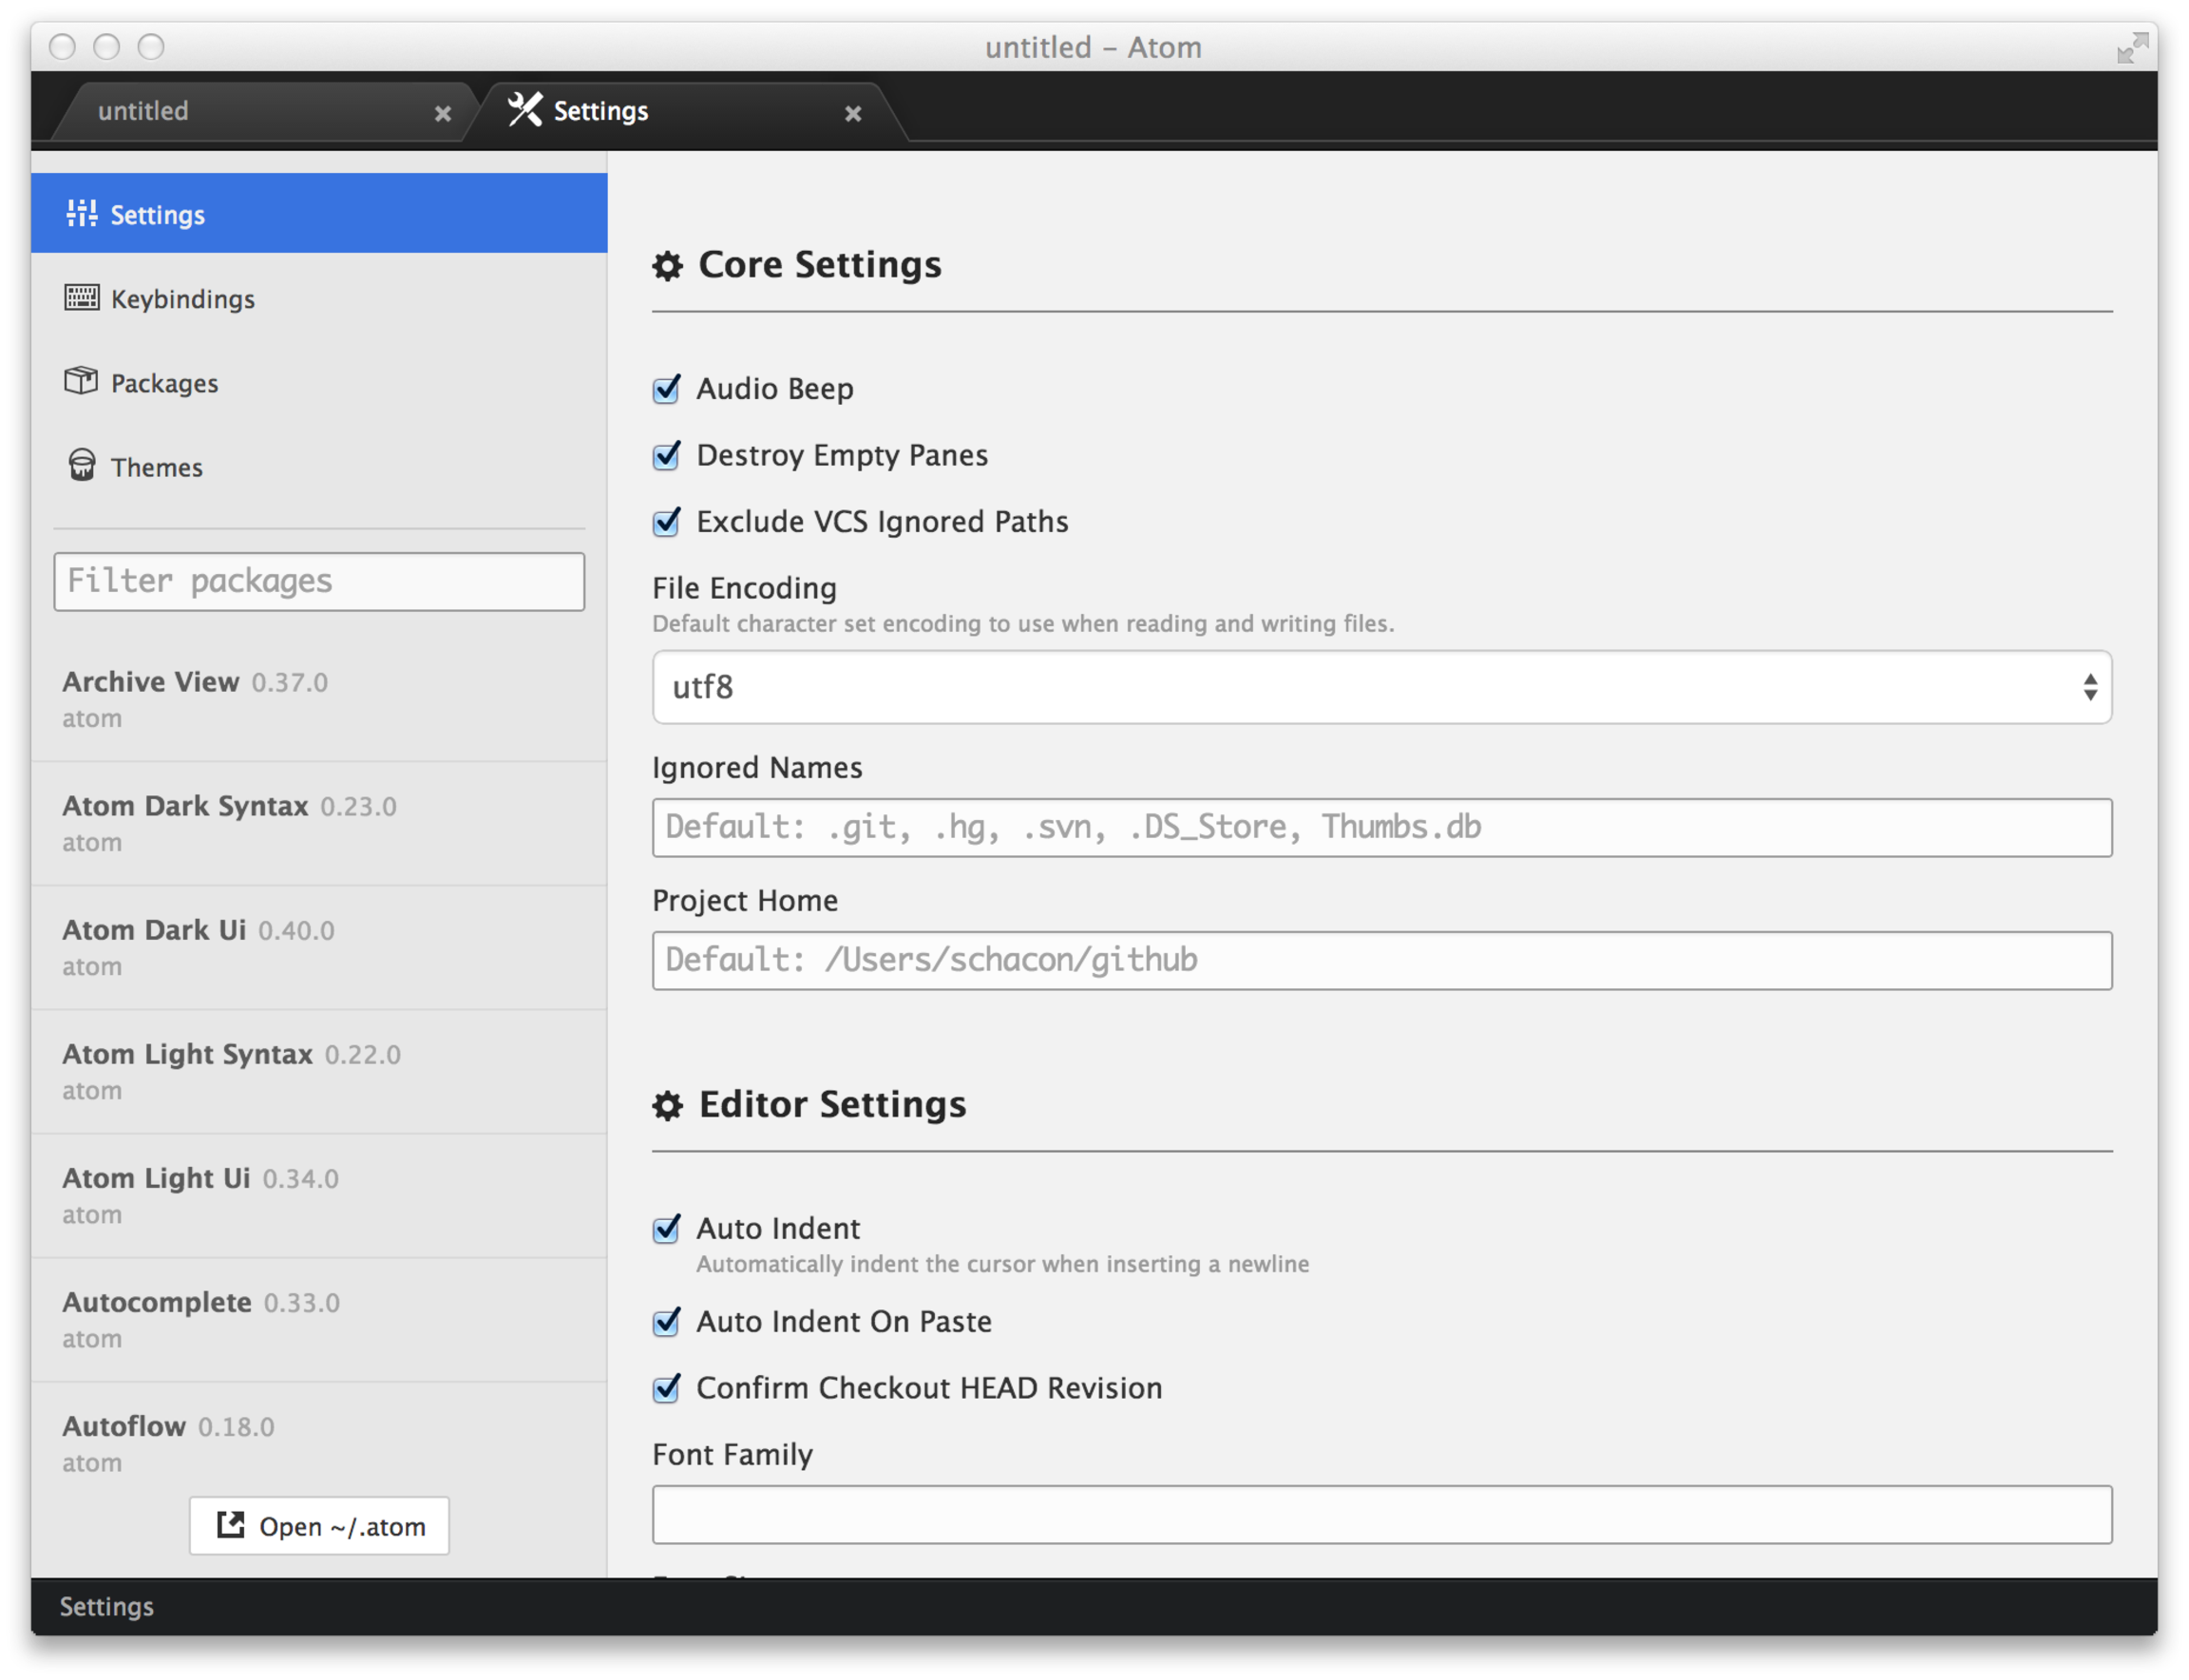 untitled – Atom
untitled
Settings
Settings
Keybindings
Packages
Themes
Filter packages
Archive View 0.37.0
atom
Atom Dark Syntax 0.23.0
atom
Atom Dark Ui 0.40.0
atom
Atom Light Syntax 0.22.0
atom
Atom Light Ui 0.34.0
atom
Autocomplete 0.33.0
atom
Autoflow 0.18.0
atom
Open ~/.atom
Core Settings
Audio Beep
Destroy Empty Panes
Exclude VCS Ignored Paths
File Encoding
Default character set encoding to use when reading and writing files.
utf8
Ignored Names
Default: .git, .hg, .svn, .DS_Store, Thumbs.db
Project Home
Default: /Users/schacon/github
Editor Settings
Auto Indent
Automatically indent the cursor when inserting a newline
Auto Indent On Paste
Confirm Checkout HEAD Revision
Font Family
Settings